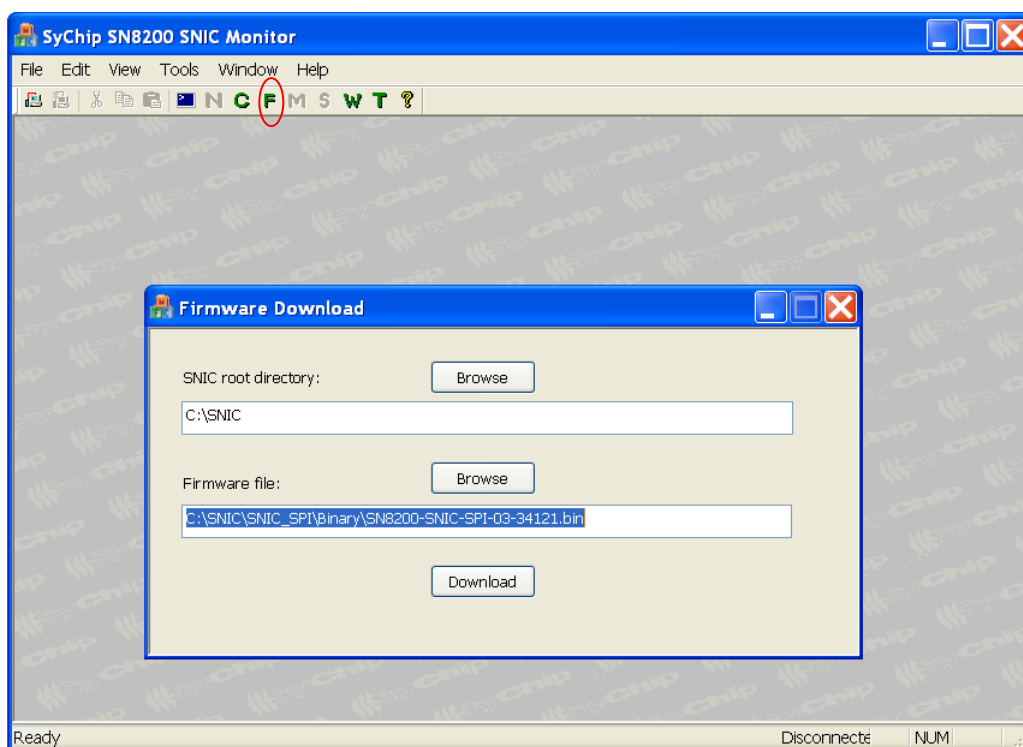 SyChip SN8200 SNIC Monitor
File Edit View Tools Window Help
N C F M S W T ?
Firmware Download
SNIC root directory: Browse
C:\SNIC
Firmware file: Browse
C:\SNIC\SNIC_SPI\Binary\SN8200-SNIC-SPI-03-34121.bin
Download
Ready Disconnecte NUM